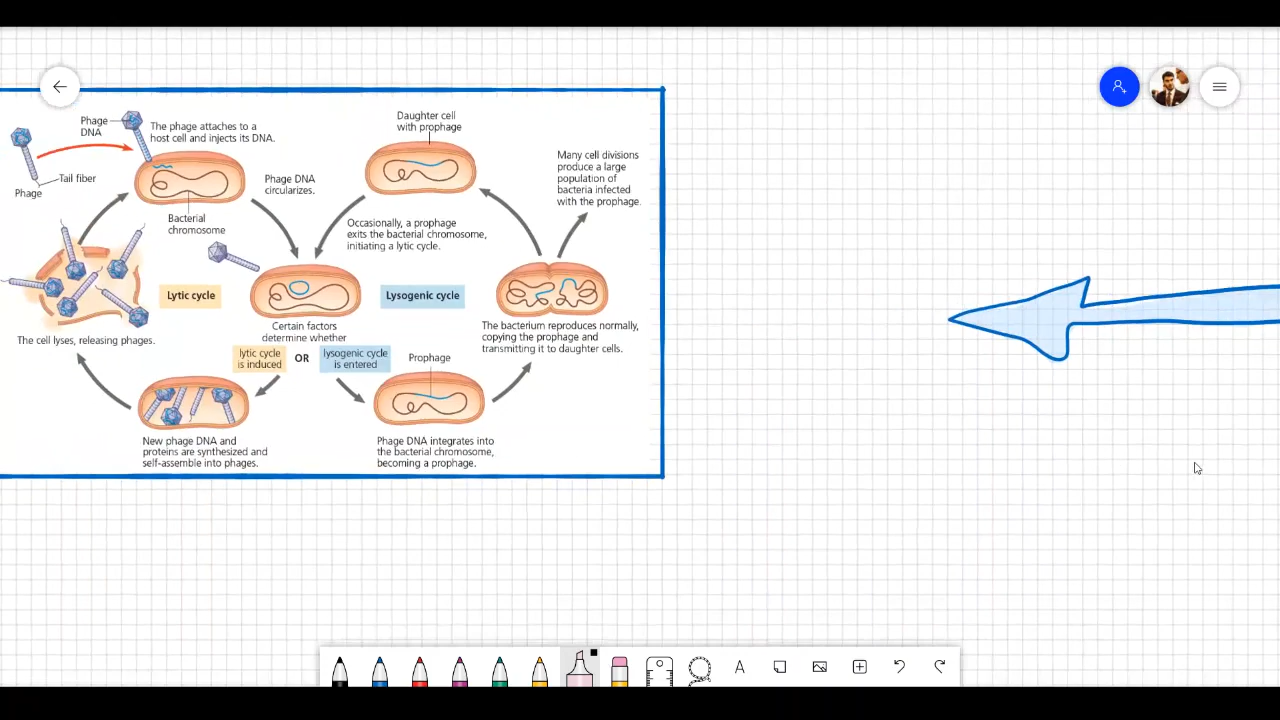 Phage
DNA
The phage attaches to a
host cell and injects its DNA.
Tail fiber
Phage
Bacterial
chromosome
Phage DNA
circularizes.
Daughter cell
with prophage
Many cell divisions
produce a large
population of
bacteria infected
with the prophage.
Occasionally, a prophage
exits the bacterial chromosome,
initiating a lytic cycle.
Lytic cycle
Lysogenic cycle
The cell lyses, releasing phages.
Certain factors
determine whether
lytic cycle
is induced
OR
lysogenic cycle
is entered
The bacterium reproduces normally,
copying the prophage and
transmitting it to daughter cells.
Prophage
New phage DNA and
proteins are synthesized and
self-assemble into phages.
Phage DNA integrates into
the bacterial chromosome,
becoming a prophage.
A